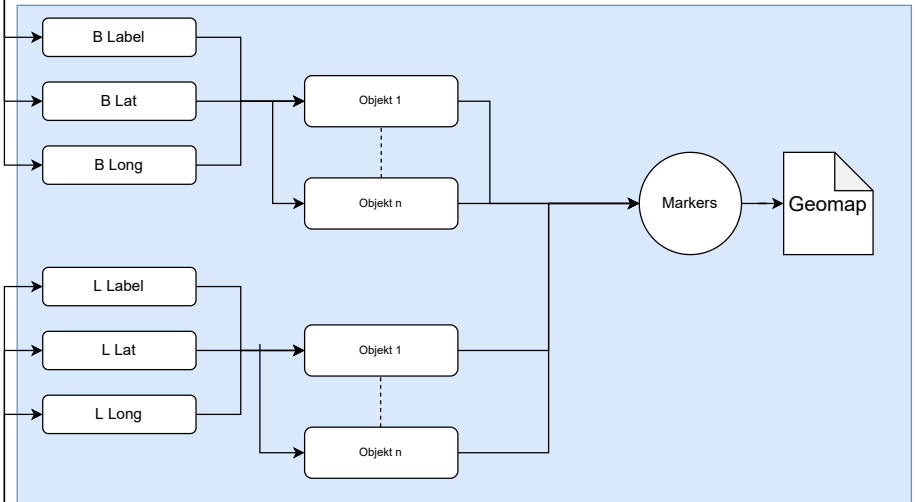 B Label
B Lat
B Long
Objekt 1
Objekt n
Markers
Geomap
L Label
L Lat
L Long
Objekt 1
Objekt n